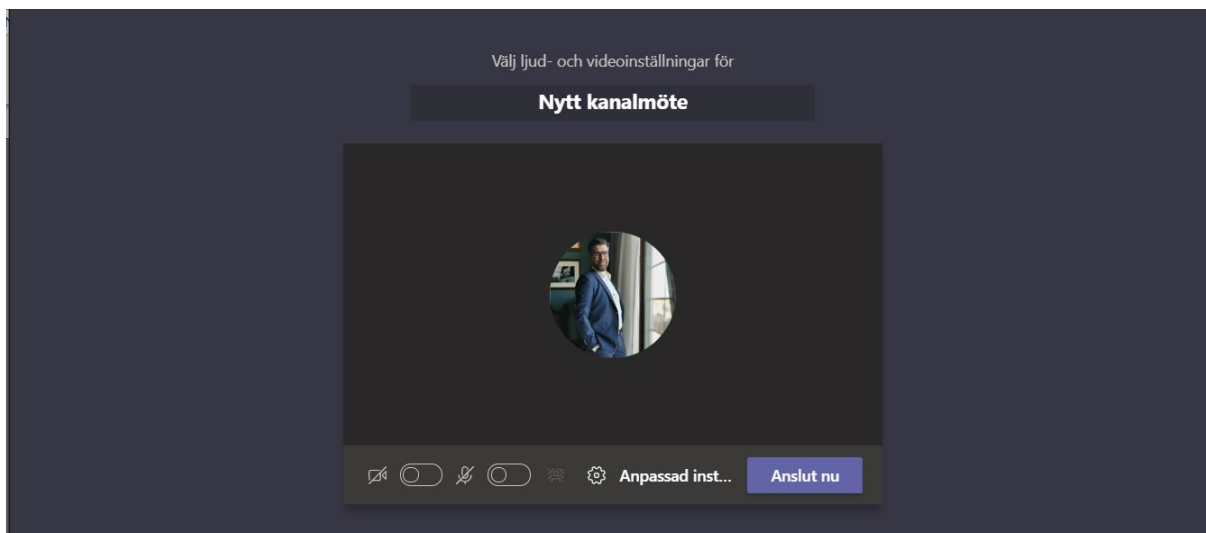 Välj ljud- och videoinställningar för
Nytt kanalmöte
Anpassad inst...
Anslut nu